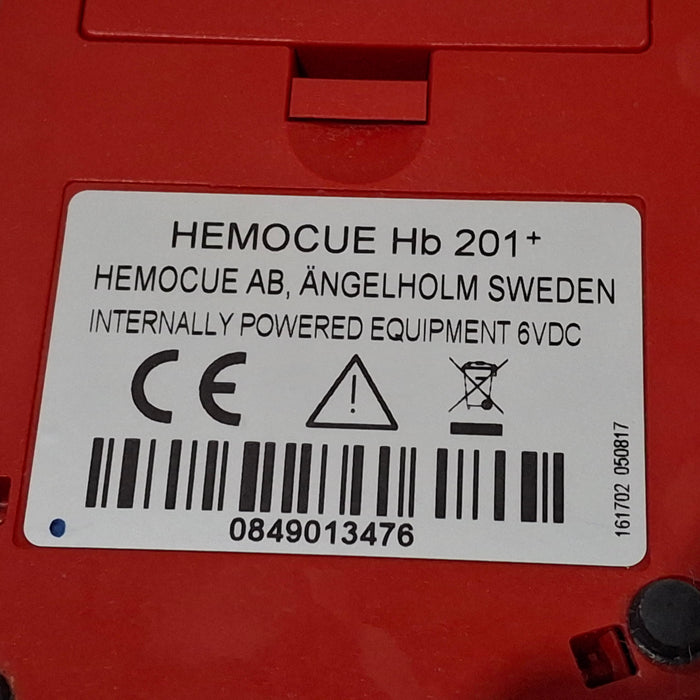 HEMOCUE Hb 201+
HEMOCUE AB, ÄNGELHOLM SWEDEN
INTERNALLY POWERED EQUIPMENT 6VDC
CE
0849013476
161702 050817